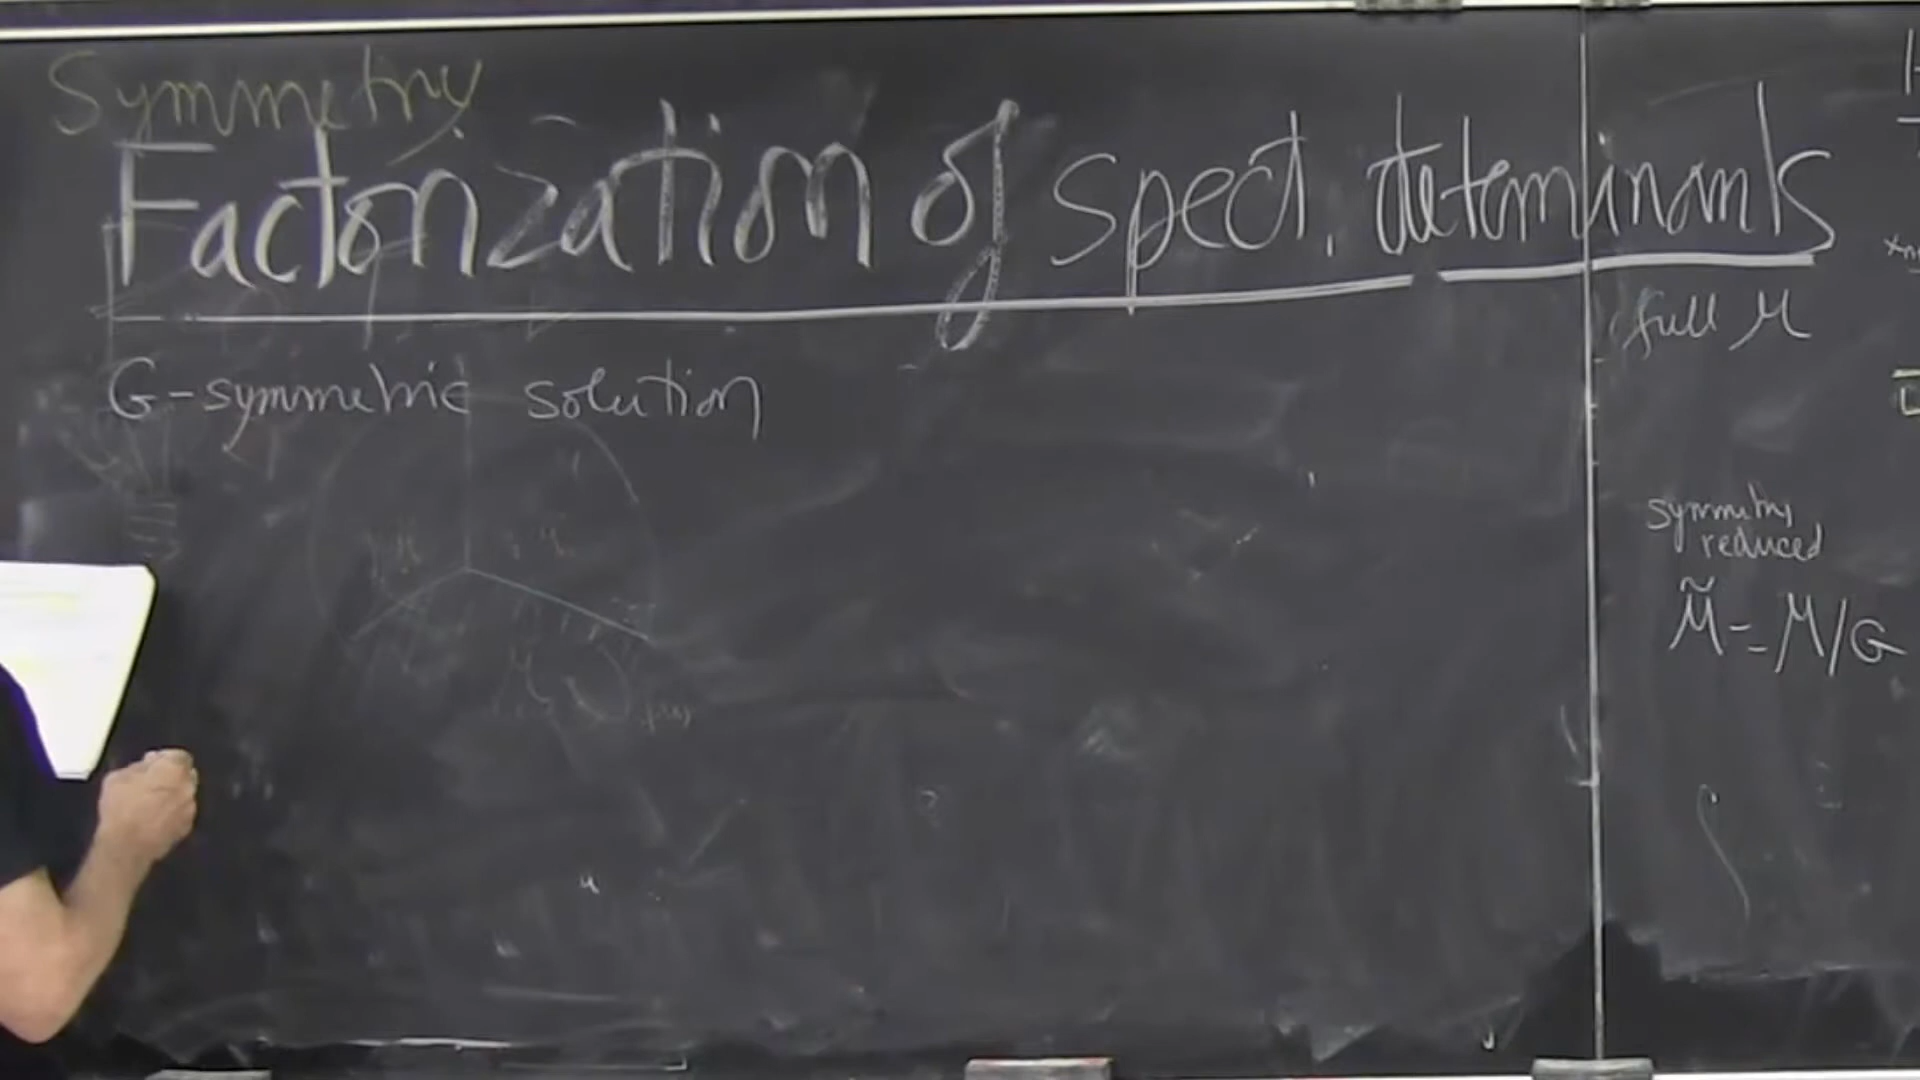 Symmetry
Factorization of spect. determinants
full M
G-symmetric solution
symmetry
reduced
M̃ = M/G